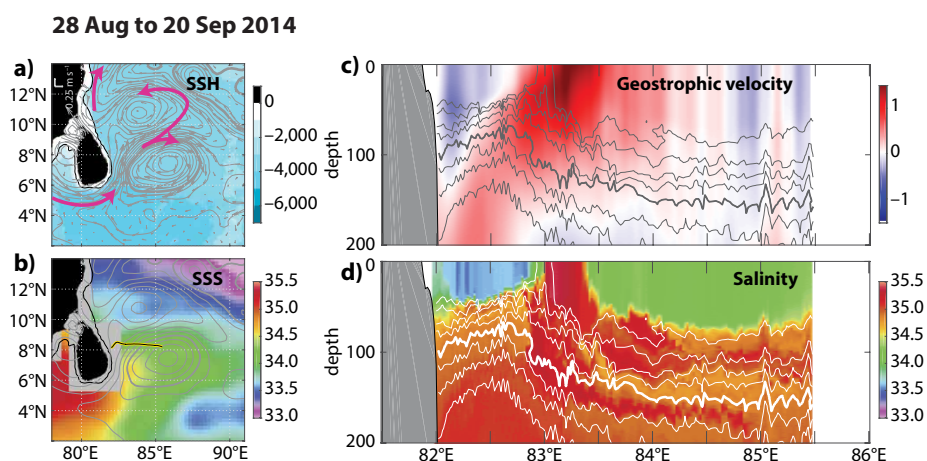 28 Aug to 20 Sep 2014
a) SSH
0.25 m s⁻¹
12°N
10°N
8°N
6°N
4°N
0
−2,000
−4,000
−6,000
b) SSS
12°N
10°N
8°N
6°N
4°N
80°E 85°E 90°E
35.5
35.0
34.5
34.0
33.5
33.0
c) Geostrophic velocity
depth
0
100
200
1
0
−1
d) Salinity
depth
0
100
200
82°E 83°E 84°E 85°E 86°E
35.5
35.0
34.5
34.0
33.5
33.0